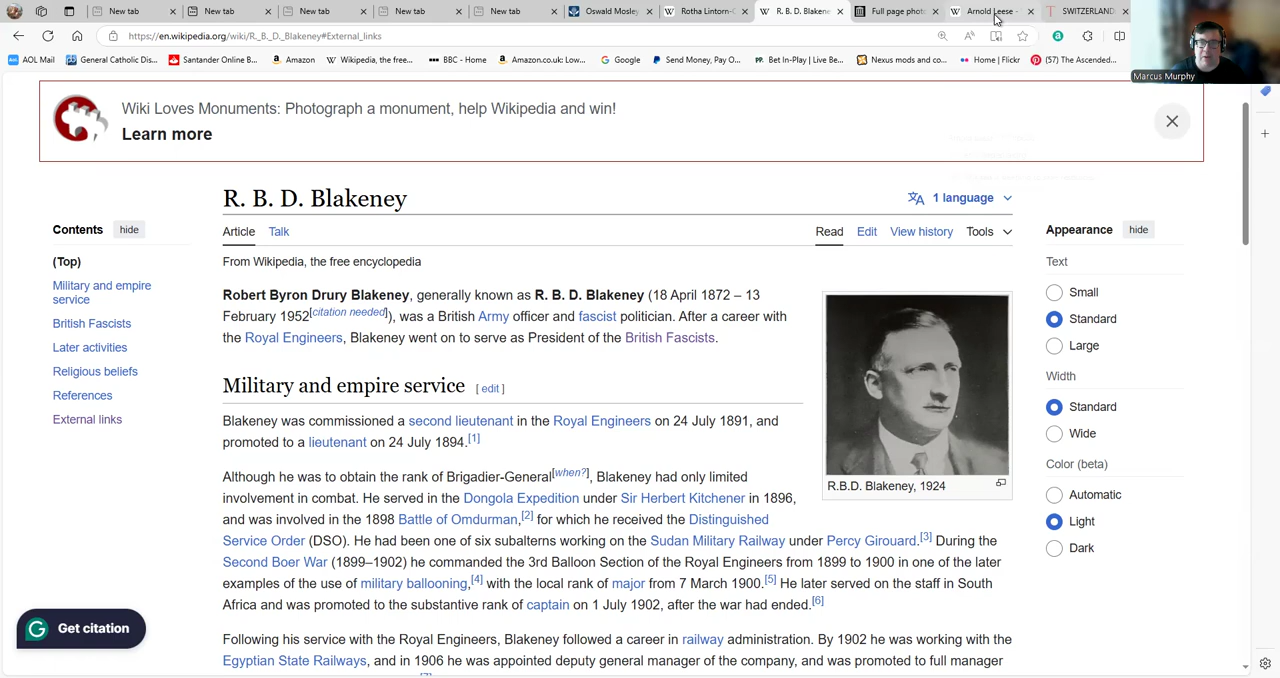 New tab
New tab
New tab
New tab
New tab
Oswald Mosley
Rotha Lintorn-
R. B. D. Blakene
Full page phot
Arnold Leese -
SWITZERLAND
https://en.wikipedia.org/wiki/R._B._D._Blakeney#External_links
AOL Mail
General Catholic Dis...
Santander Online B...
Amazon
Wikipedia, the free...
BBC - Home
Amazon.co.uk: Low...
Google
Send Money, Pay O...
Bet In-Play | Live Be...
Nexus mods and co...
Home | Flickr
(57) The Ascended...
Marcus Murphy
Wiki Loves Monuments: Photograph a monument, help Wikipedia and win!
Learn more
R. B. D. Blakeney
1 language
Article Talk
Read Edit View history Tools
From Wikipedia, the free encyclopedia
Contents hide
(Top)
Military and empire
service
British Fascists
Later activities
Religious beliefs
References
External links
Robert Byron Drury Blakeney, generally known as R. B. D. Blakeney (18 April 1872 – 13
February 1952[citation needed]), was a British Army officer and fascist politician. After a career with
the Royal Engineers, Blakeney went on to serve as President of the British Fascists.
Military and empire service [ edit ]
Blakeney was commissioned a second lieutenant in the Royal Engineers on 24 July 1891, and
promoted to a lieutenant on 24 July 1894.[1]
Although he was to obtain the rank of Brigadier-General[when?], Blakeney had only limited
involvement in combat. He served in the Dongola Expedition under Sir Herbert Kitchener in 1896,
and was involved in the 1898 Battle of Omdurman,[2] for which he received the Distinguished
Service Order (DSO). He had been one of six subalterns working on the Sudan Military Railway under Percy Girouard.[3] During the
Second Boer War (1899–1902) he commanded the 3rd Balloon Section of the Royal Engineers from 1899 to 1900 in one of the later
examples of the use of military ballooning,[4] with the local rank of major from 7 March 1900.[5] He later served on the staff in South
Africa and was promoted to the substantive rank of captain on 1 July 1902, after the war had ended.[6]
Following his service with the Royal Engineers, Blakeney followed a career in railway administration. By 1902 he was working with the
Egyptian State Railways, and in 1906 he was appointed deputy general manager of the company, and was promoted to full manager
R.B.D. Blakeney, 1924
Appearance hide
Text
Small
Standard
Large
Width
Standard
Wide
Color (beta)
Automatic
Light
Dark
Get citation